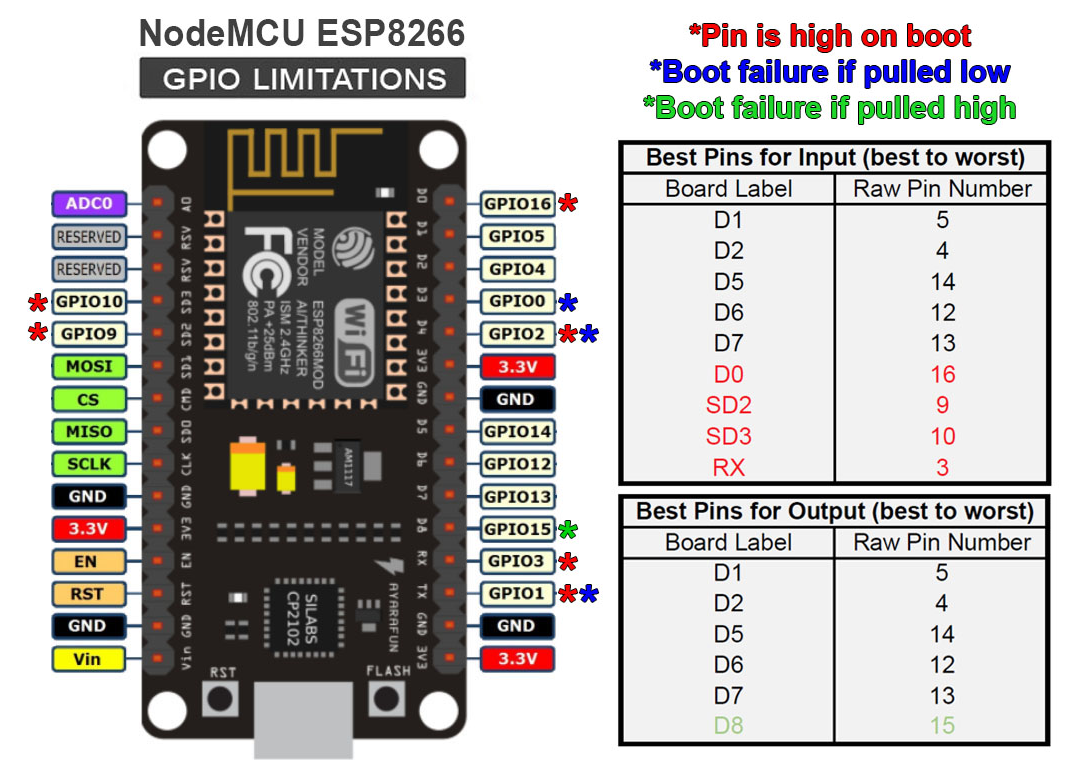 NodeMCU ESP8266
GPIO LIMITATIONS
*Pin is high on boot
*Boot failure if pulled low
*Boot failure if pulled high
ADC0
RESERVED
RESERVED
*GPIO10
*GPIO9
MOSI
CS
MISO
SCLK
GND
3.3V
EN
RST
GND
Vin
A0
RSV
RSV
SD3
SD2
SD1
CMD
SD0
CLK
GND
3V3
EN
RST
GND
Vin
MODEL ESP8266MOD
VENDOR AI/THINKER
ISM 2.4GHz
PA +25dBm
802.11b/g/n
FCC
WiFi
AM1117
SILABS
CP2102
AYARAFUN
RST
FLASH
D0
D1
D2
D3
D4
3V3
GND
D5
D6
D7
D8
RX
TX
GND
3V3
GPIO16*
GPIO5
GPIO4
GPIO0*
GPIO2**
3.3V
GND
GPIO14
GPIO12
GPIO13
GPIO15*
GPIO3*
GPIO1**
GND
3.3V
Best Pins for Input (best to worst)
Board Label Raw Pin Number
D1 5
D2 4
D5 14
D6 12
D7 13
D0 16
SD2 9
SD3 10
RX 3
Best Pins for Output (best to worst)
Board Label Raw Pin Number
D1 5
D2 4
D5 14
D6 12
D7 13
D8 15